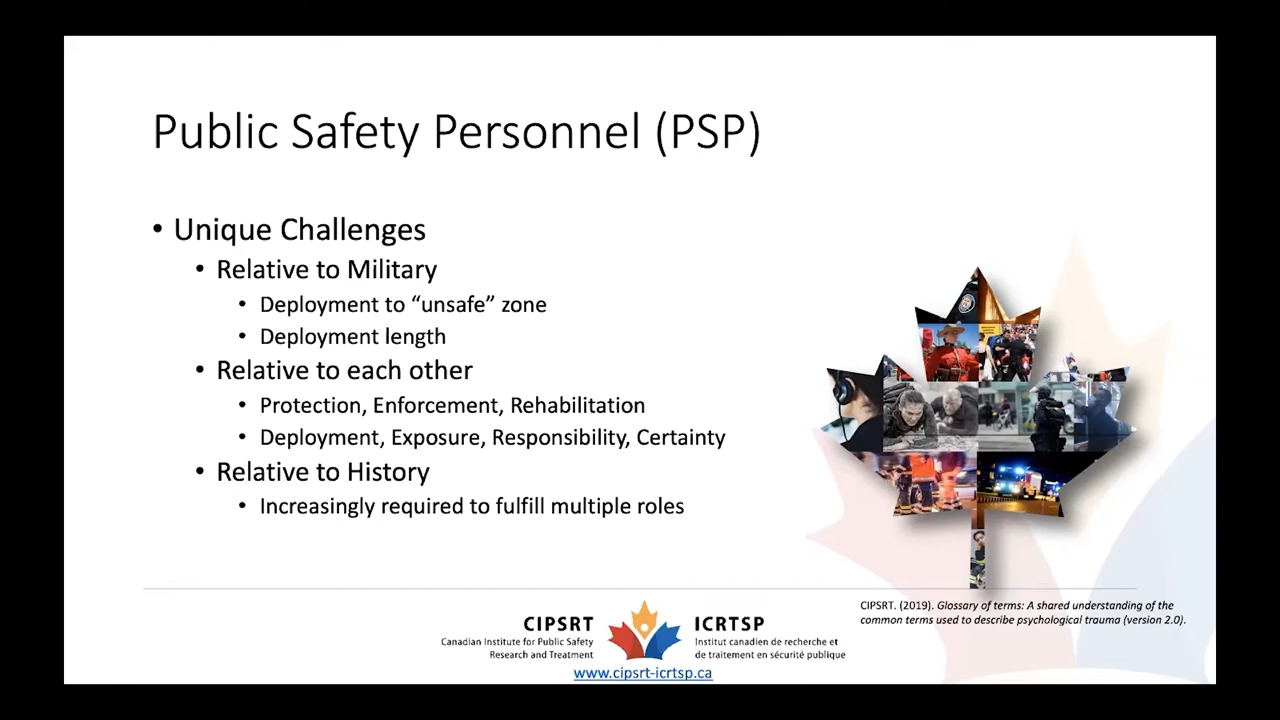 Public Safety Personnel (PSP)
• Unique Challenges
• Relative to Military
• Deployment to “unsafe” zone
• Deployment length
• Relative to each other
• Protection, Enforcement, Rehabilitation
• Deployment, Exposure, Responsibility, Certainty
• Relative to History
• Increasingly required to fulfill multiple roles
CIPSRT. (2019). Glossary of terms: A shared understanding of the
common terms used to describe psychological trauma (version 2.0).
CIPSRT
Canadian Institute for Public Safety
Research and Treatment
ICRTSP
Institut canadien de recherche et
de traitement en sécurité publique
www.cipsrt-icrtsp.ca